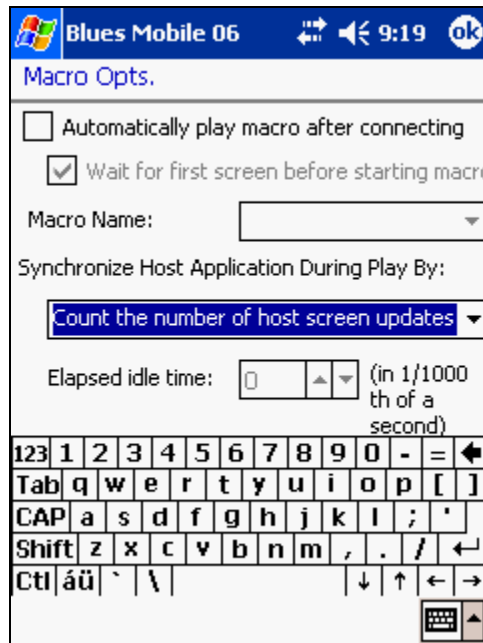 Blues Mobile 06 9:19 ok
Macro Opts.
Automatically play macro after connecting
Wait for first screen before starting macro
Macro Name:
Synchronize Host Application During Play By:
Count the number of host screen updates
Elapsed idle time: 0 (in 1/1000
th of a
second)
123 1 2 3 4 5 6 7 8 9 0 - =
Tab q w e r t y u i o p [ ]
CAP a s d f g h j k l ; '
Shift z x c v b n m , . /
Ctl áü ` \